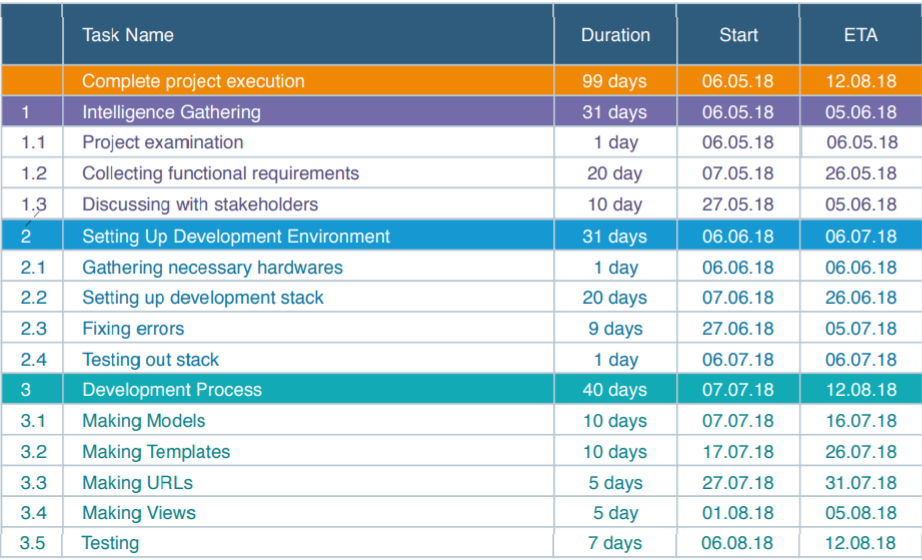 Task Name Duration Start ETA
Complete project execution 99 days 06.05.18 12.08.18
1 Intelligence Gathering 31 days 06.05.18 05.06.18
1.1 Project examination 1 day 06.05.18 06.05.18
1.2 Collecting functional requirements 20 day 07.05.18 26.05.18
1.3 Discussing with stakeholders 10 day 27.05.18 05.06.18
2 Setting Up Development Environment 31 days 06.06.18 06.07.18
2.1 Gathering necessary hardwares 1 day 06.06.18 06.06.18
2.2 Setting up development stack 20 days 07.06.18 26.06.18
2.3 Fixing errors 9 days 27.06.18 05.07.18
2.4 Testing out stack 1 day 06.07.18 06.07.18
3 Development Process 40 days 07.07.18 12.08.18
3.1 Making Models 10 days 07.07.18 16.07.18
3.2 Making Templates 10 days 17.07.18 26.07.18
3.3 Making URLs 5 days 27.07.18 31.07.18
3.4 Making Views 5 day 01.08.18 05.08.18
3.5 Testing 7 days 06.08.18 12.08.18